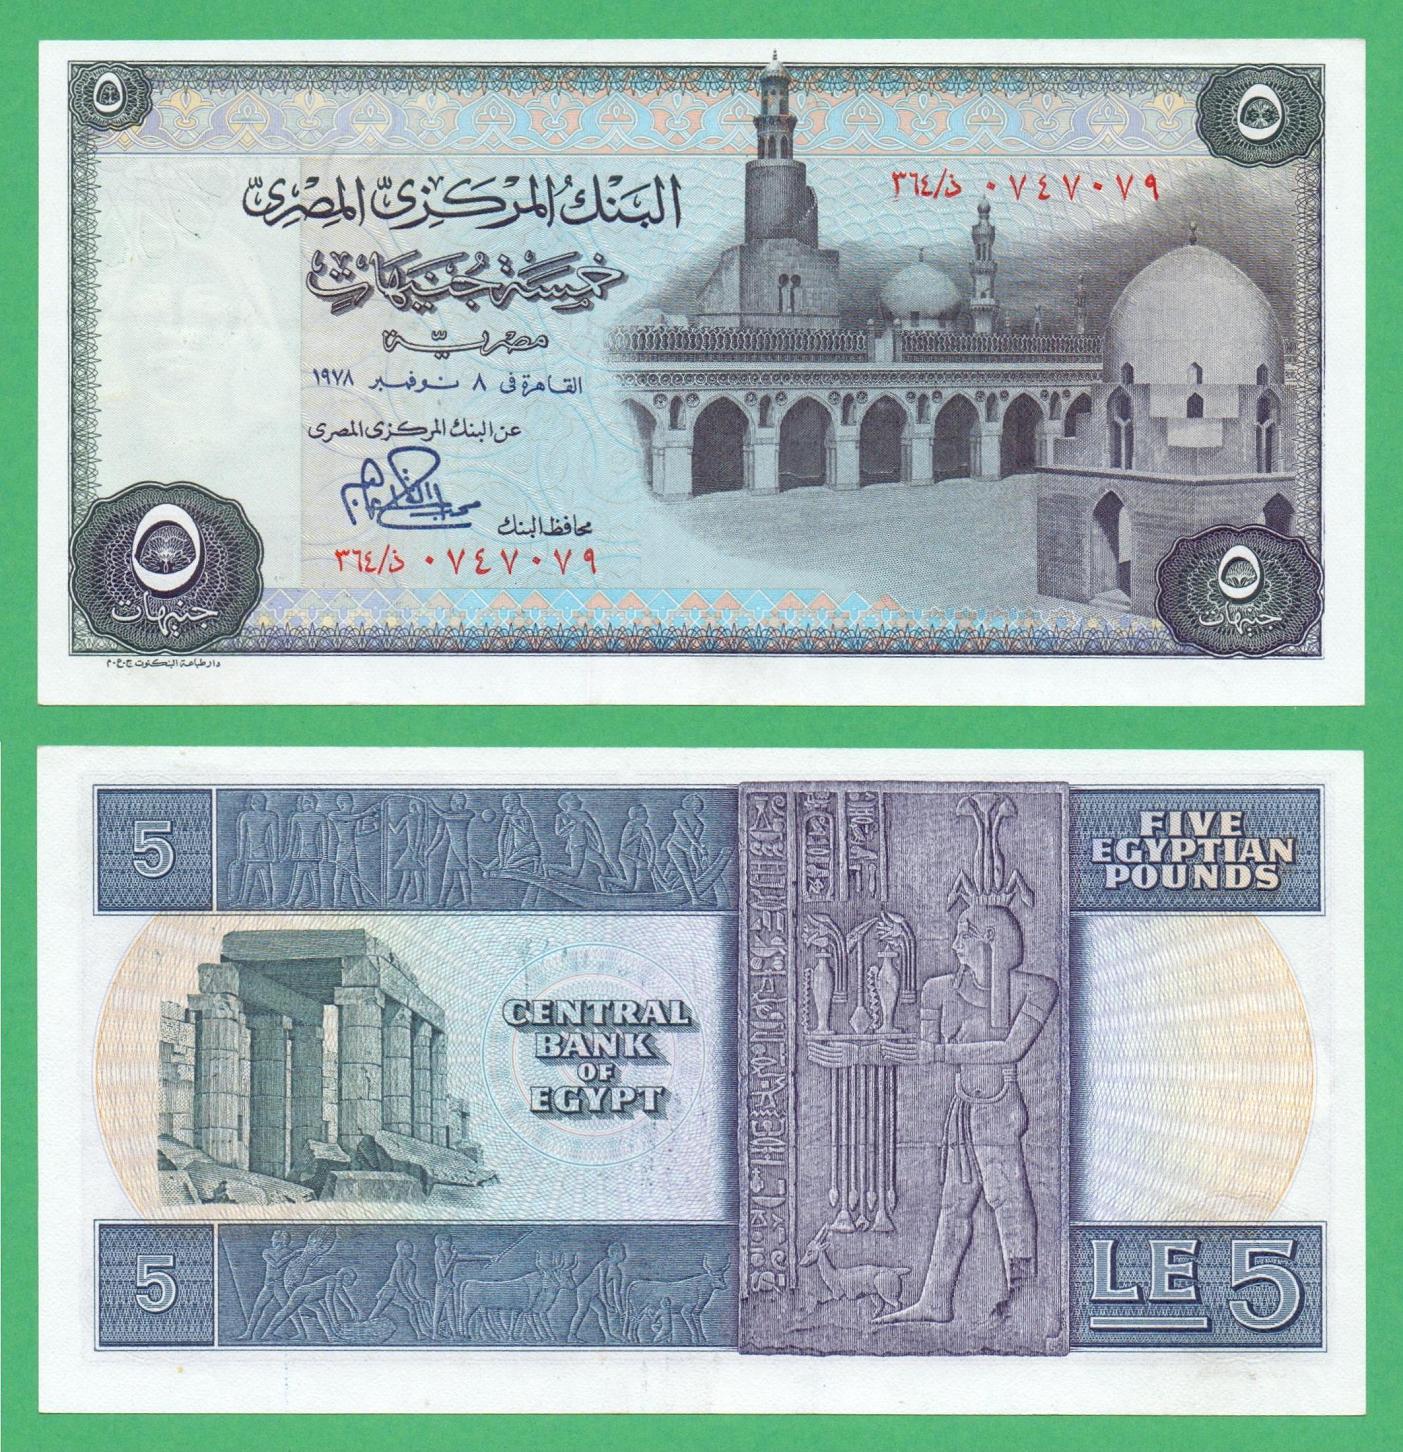 ٥
٥
البنك المركزى المصرى
٣٦٤/ذ ٠٧٤٧٠٧٩
خمسة جنيهات
مصرية
القاهرة فى ٨ نوفمبر ١٩٧٨
عن البنك المركزى المصرى
محافظ البنك
٣٦٤/ذ ٠٧٤٧٠٧٩
٥
جنيهات
٥
جنيهات
دار طباعة البنكنوت ج.ع.م
5
FIVE
EGYPTIAN
POUNDS
CENTRAL
BANK
OF
EGYPT
5
LE 5